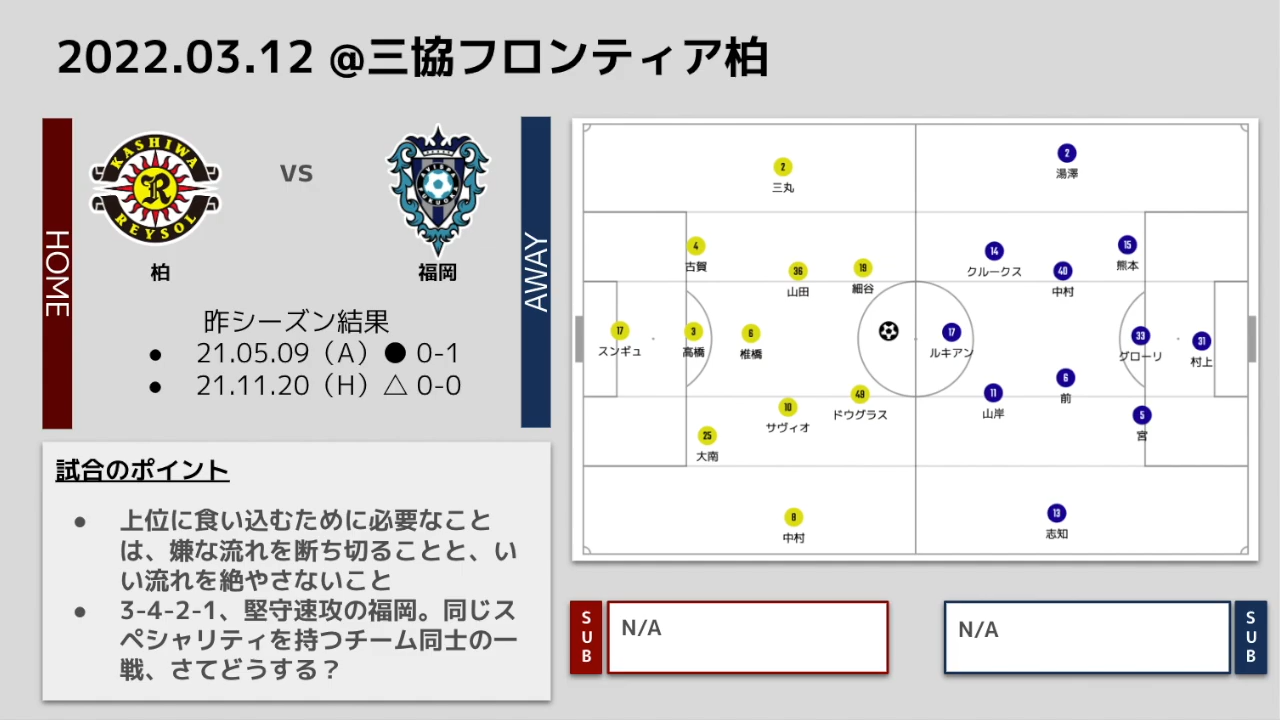 2022.03.12 @三協フロンティア柏
HOME
KASHIWA
R
REYSOL
VS
AWAY
柏
福岡
昨シーズン結果
● 21.05.09（A）● 0-1
● 21.11.20（H）△ 0-0
試合のポイント
● 上位に食い込むために必要なこと
は、嫌な流れを断ち切ることと、い
い流れを絶やさないこと
● 3-4-2-1、堅守速攻の福岡。同じス
ペシャリティを持つチーム同士の一
戦、さてどうする？
2
三丸
2
湯澤
4
古賀
36
山田
19
細谷
14
クルークス
40
中村
15
熊本
17
スンギュ
3
高橋
6
椎橋
17
ルキアン
33
グローリ
31
村上
10
サヴィオ
49
ドウグラス
11
山岸
6
前
5
宮
25
大南
8
中村
13
志知
SUB
N/A
N/A
SUB